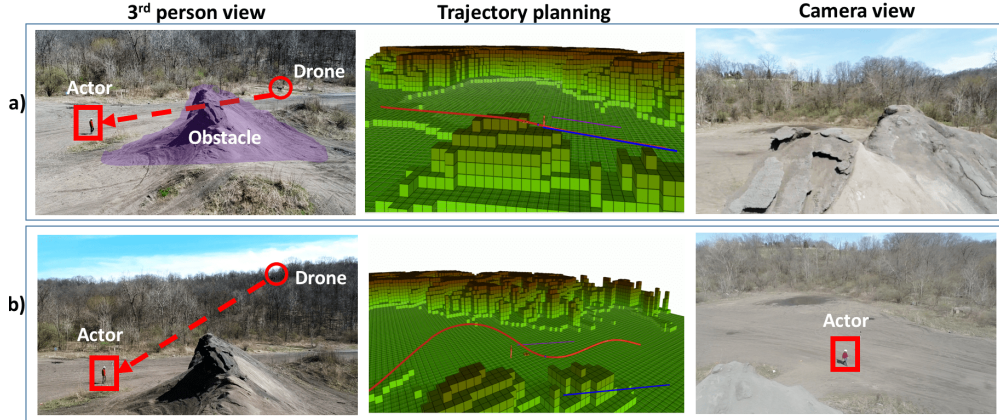 3rd person view
Trajectory planning
Camera view
a)
Actor
Drone
Obstacle
b)
Actor
Drone
Actor